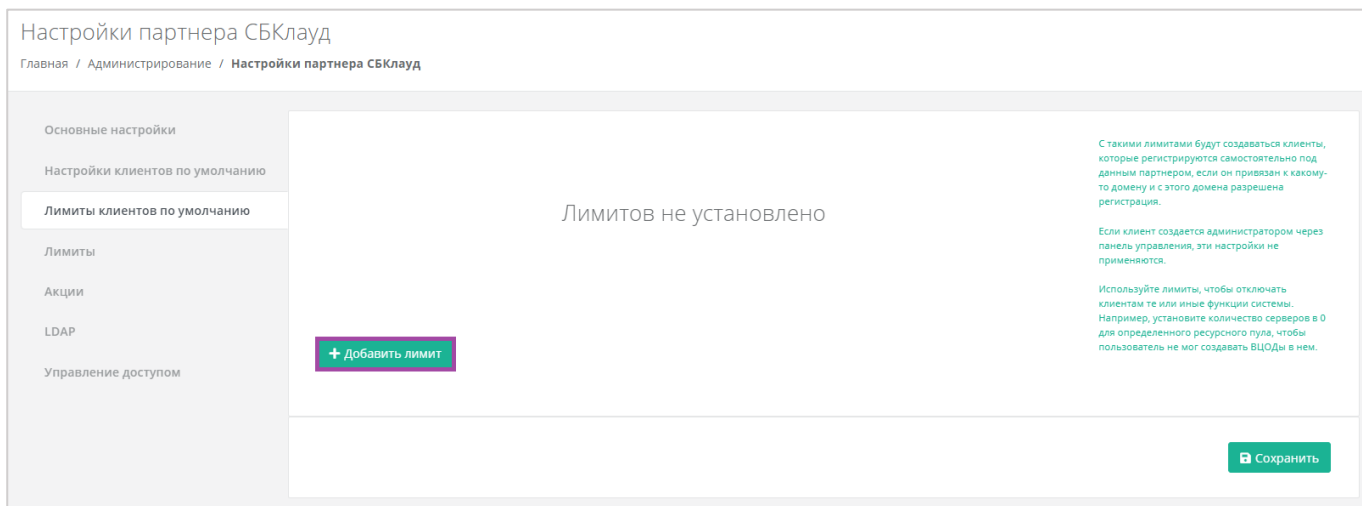 Настройки партнера СБКлауд
Главная / Администрирование / Настройки партнера СБКлауд
Основные настройки
Настройки клиентов по умолчанию
Лимиты клиентов по умолчанию
Лимиты
Акции
LDAP
Управление доступом
Лимитов не установлено
+ Добавить лимит
С такими лимитами будут создаваться клиенты,
которые регистрируются самостоятельно под
данным партнером, если он привязан к какому-
то домену и с этого домена разрешена
регистрация.
Если клиент создается администратором через
панель управления, эти настройки не
применяются.
Используйте лимиты, чтобы отключать
клиентам те или иные функции системы.
Например, установите количество серверов в 0
для определенного ресурсного пула, чтобы
пользователь не мог создавать ВЦОДы в нем.
Сохранить